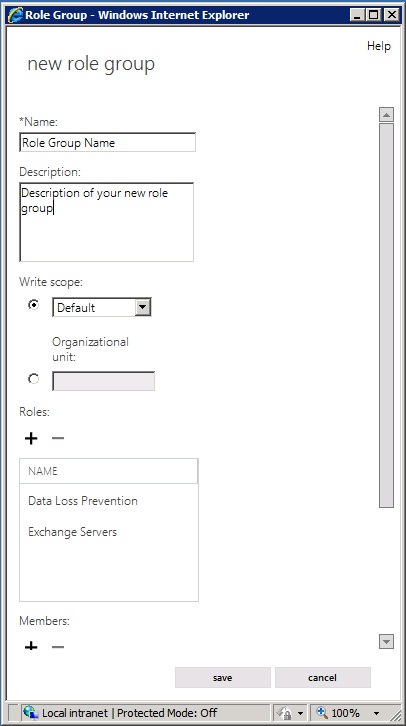 Role Group - Windows Internet Explorer
Help
new role group
*Name:
Role Group Name
Description:
Description of your new role
group
Write scope:
Default
Organizational
unit:
Roles:
NAME
Data Loss Prevention
Exchange Servers
Members:
save
cancel
Local intranet | Protected Mode: Off
100%